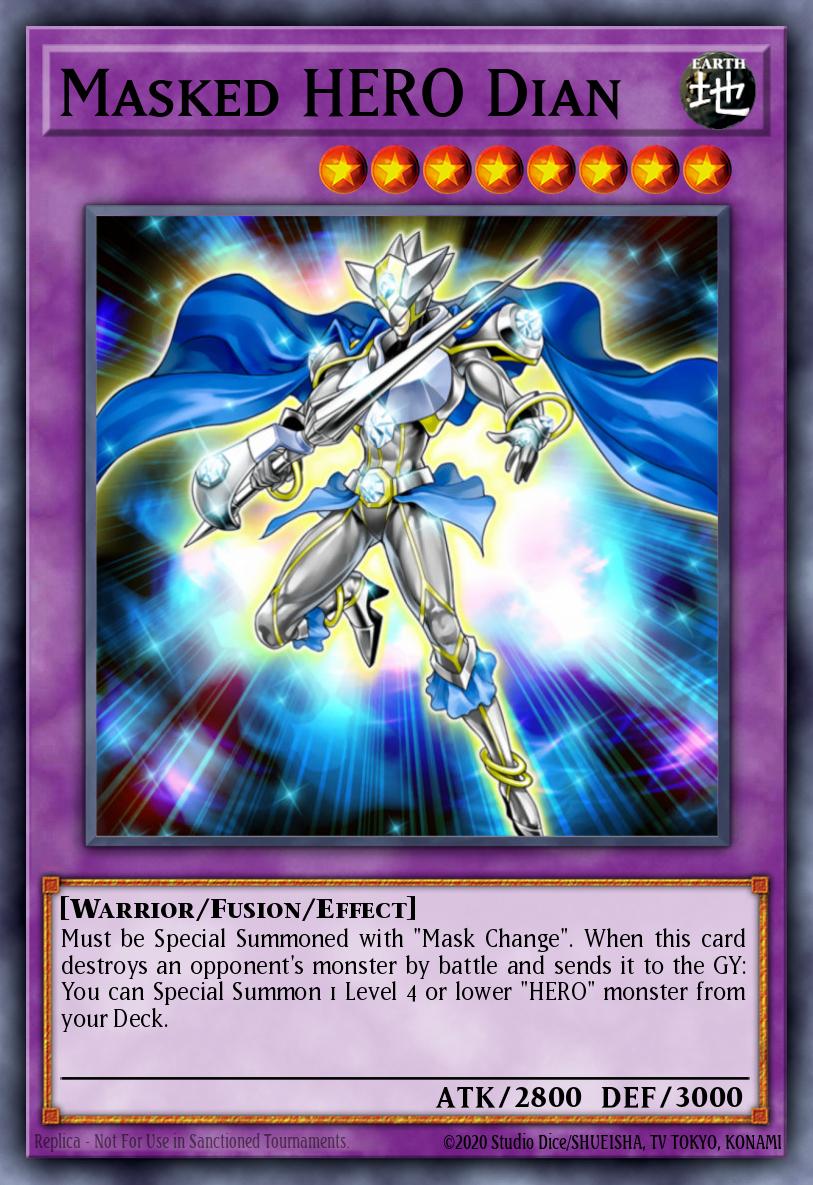 Masked HERO Dian
EARTH
地
[Warrior/Fusion/Effect]
Must be Special Summoned with "Mask Change". When this card
destroys an opponent's monster by battle and sends it to the GY:
You can Special Summon 1 Level 4 or lower "HERO" monster from
your Deck.
ATK/2800 DEF/3000
Replica - Not For Use in Sanctioned Tournaments.
©2020 Studio Dice/SHUEISHA, TV TOKYO, KONAMI